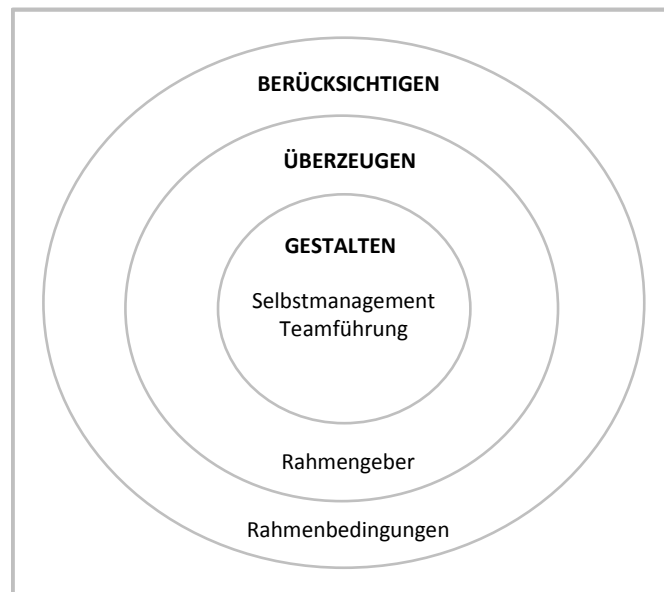 BERÜCKSICHTIGEN
ÜBERZEUGEN
GESTALTEN
Selbstmanagement
Teamführung
Rahmengeber
Rahmenbedingungen